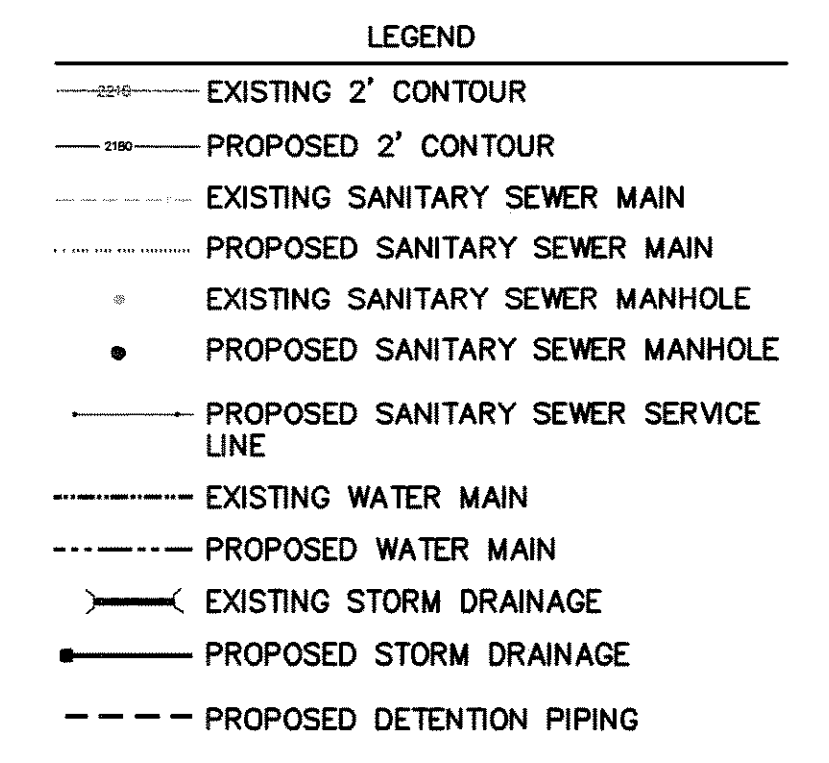 LEGEND
2210 EXISTING 2' CONTOUR
2180 PROPOSED 2' CONTOUR
EXISTING SANITARY SEWER MAIN
PROPOSED SANITARY SEWER MAIN
EXISTING SANITARY SEWER MANHOLE
PROPOSED SANITARY SEWER MANHOLE
PROPOSED SANITARY SEWER SERVICE
LINE
EXISTING WATER MAIN
PROPOSED WATER MAIN
EXISTING STORM DRAINAGE
PROPOSED STORM DRAINAGE
PROPOSED DETENTION PIPING